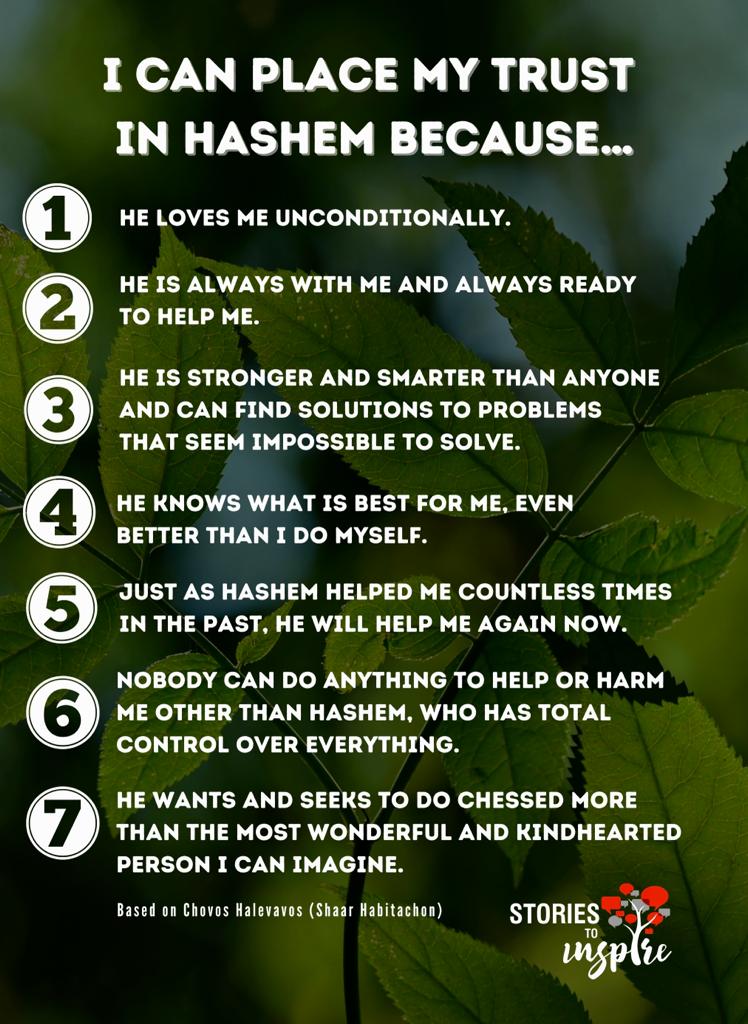 I CAN PLACE MY TRUST
IN HASHEM BECAUSE...
1
HE LOVES ME UNCONDITIONALLY.
2
HE IS ALWAYS WITH ME AND ALWAYS READY
TO HELP ME.
3
HE IS STRONGER AND SMARTER THAN ANYONE
AND CAN FIND SOLUTIONS TO PROBLEMS
THAT SEEM IMPOSSIBLE TO SOLVE.
4
HE KNOWS WHAT IS BEST FOR ME, EVEN
BETTER THAN I DO MYSELF.
5
JUST AS HASHEM HELPED ME COUNTLESS TIMES
IN THE PAST, HE WILL HELP ME AGAIN NOW.
6
NOBODY CAN DO ANYTHING TO HELP OR HARM
ME OTHER THAN HASHEM, WHO HAS TOTAL
CONTROL OVER EVERYTHING.
7
HE WANTS AND SEEKS TO DO CHESSED MORE
THAN THE MOST WONDERFUL AND KINDHEARTED
PERSON I CAN IMAGINE.
Based on Chovos Halevavos (Shaar Habitachon)
STORIES
TO
inspire